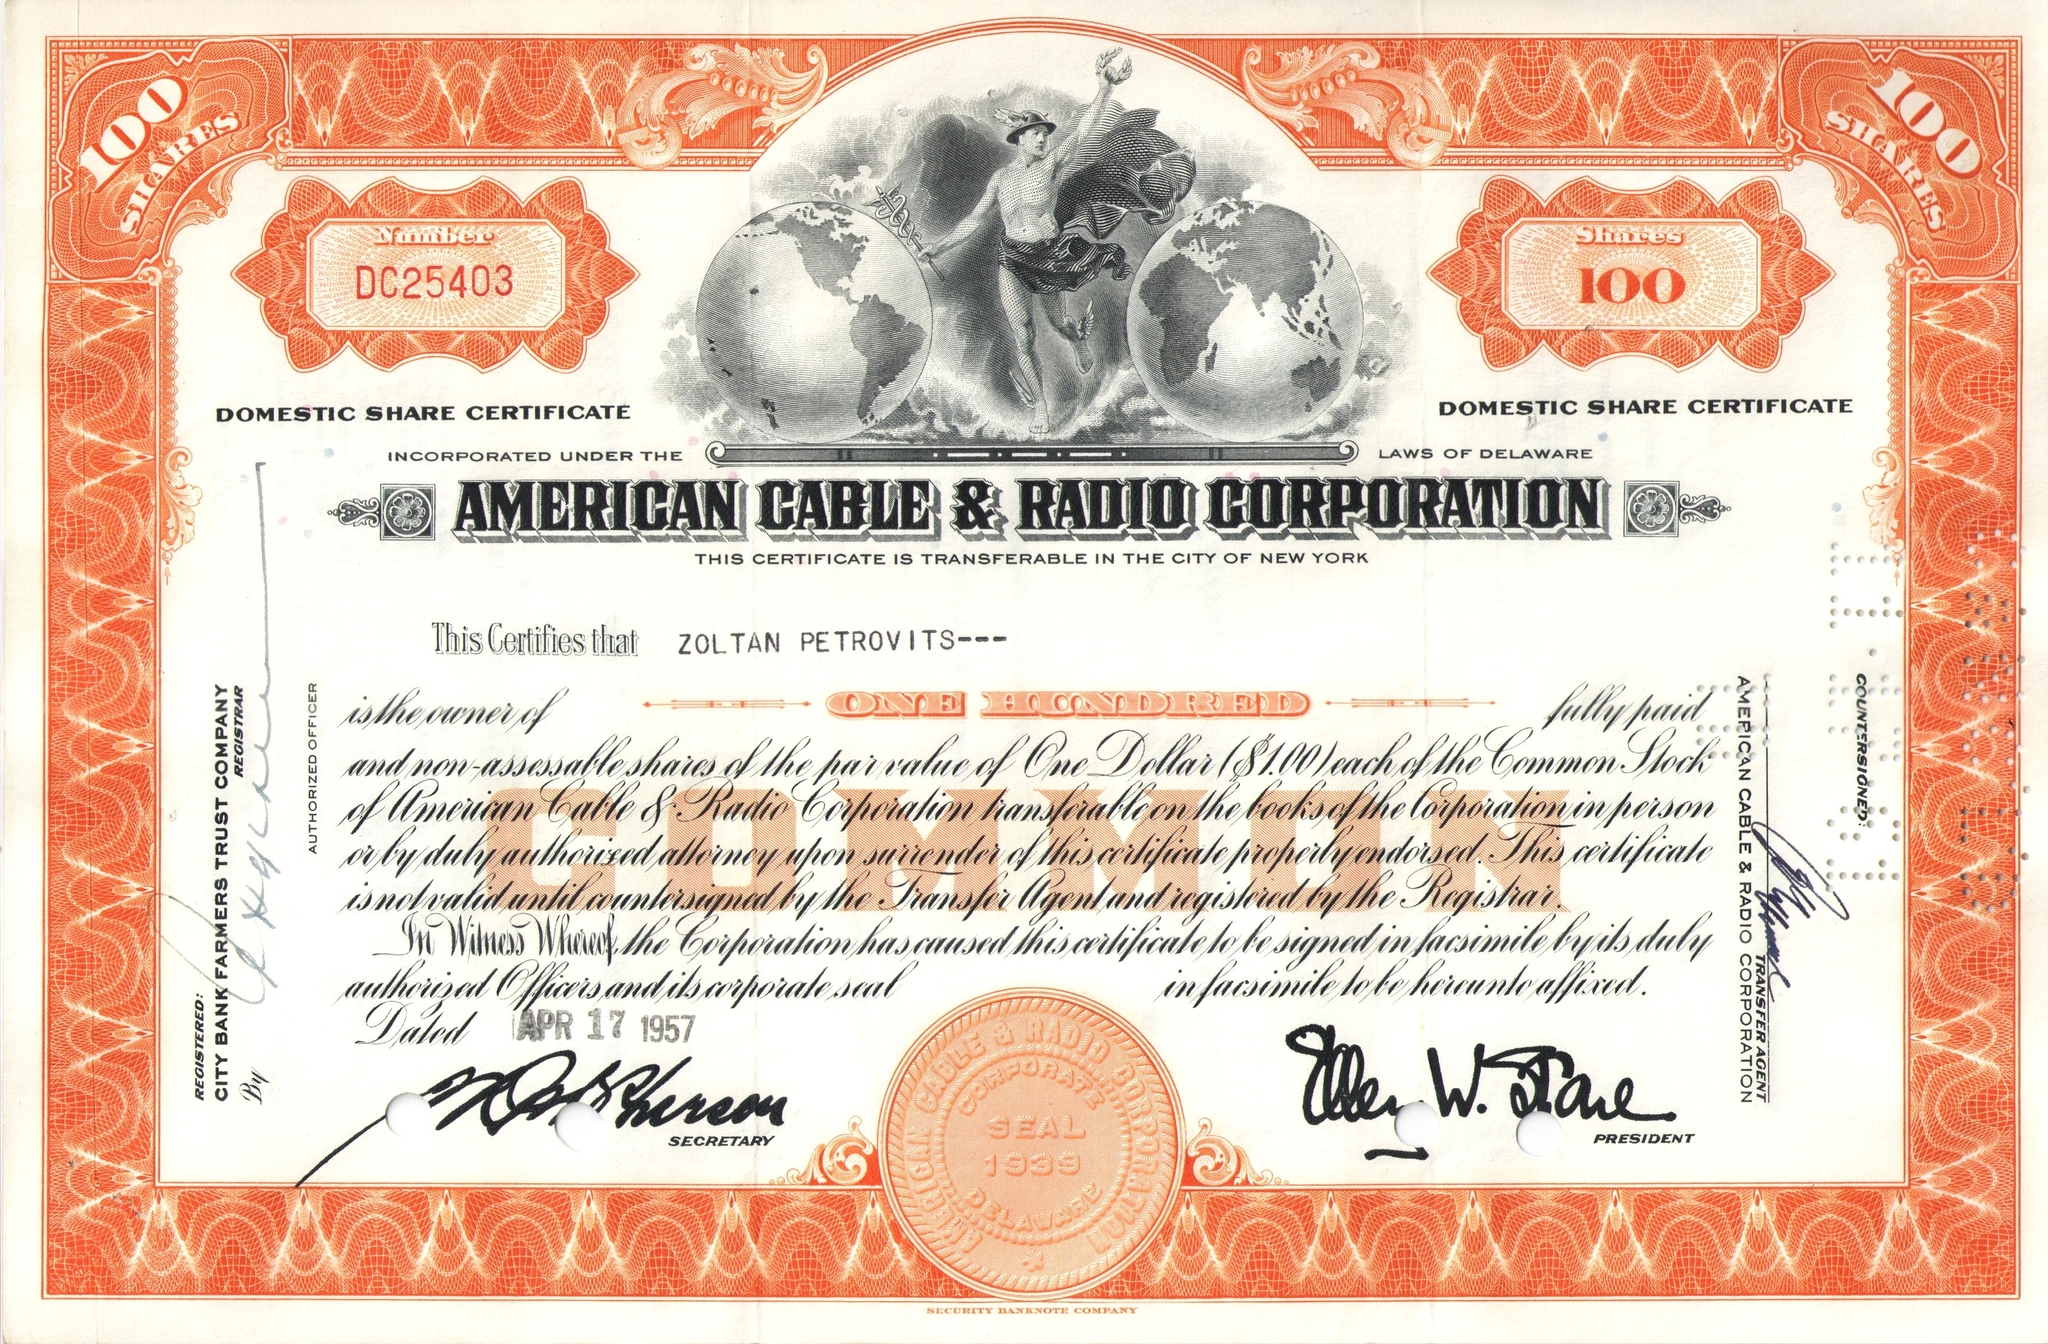 100 SHARES
100 SHARES
Number
DC25403
Shares
100
DOMESTIC SHARE CERTIFICATE
DOMESTIC SHARE CERTIFICATE
INCORPORATED UNDER THE LAWS OF DELAWARE
AMERICAN CABLE & RADIO CORPORATION
THIS CERTIFICATE IS TRANSFERABLE IN THE CITY OF NEW YORK
This Certifies that ZOLTAN PETROVITS---
is the owner of ONE HUNDRED fully paid
and non-assessable shares of the par value of One Dollar ($1.00) each of the Common Stock
of American Cable & Radio Corporation transferable on the books of the Corporation in person
or by duly authorized attorney upon surrender of this certificate properly endorsed. This certificate
is not valid until countersigned by the Transfer Agent and registered by the Registrar.
COMMON
In Witness Whereof, the Corporation has caused this certificate to be signed in facsimile by its duly
authorized Officers and its corporate seal in facsimile to be hereunto affixed.
Dated APR 17 1957
SECRETARY
Ellery W. Stone
PRESIDENT
AMERICAN CABLE & RADIO CORPORATION
CORPORATE
SEAL
1939
DELAWARE
REGISTERED:
CITY BANK FARMERS TRUST COMPANY
REGISTRAR
By
AUTHORIZED OFFICER
COUNTERSIGNED:
AMERICAN CABLE & RADIO CORPORATION
TRANSFER AGENT
SECURITY BANKNOTE COMPANY